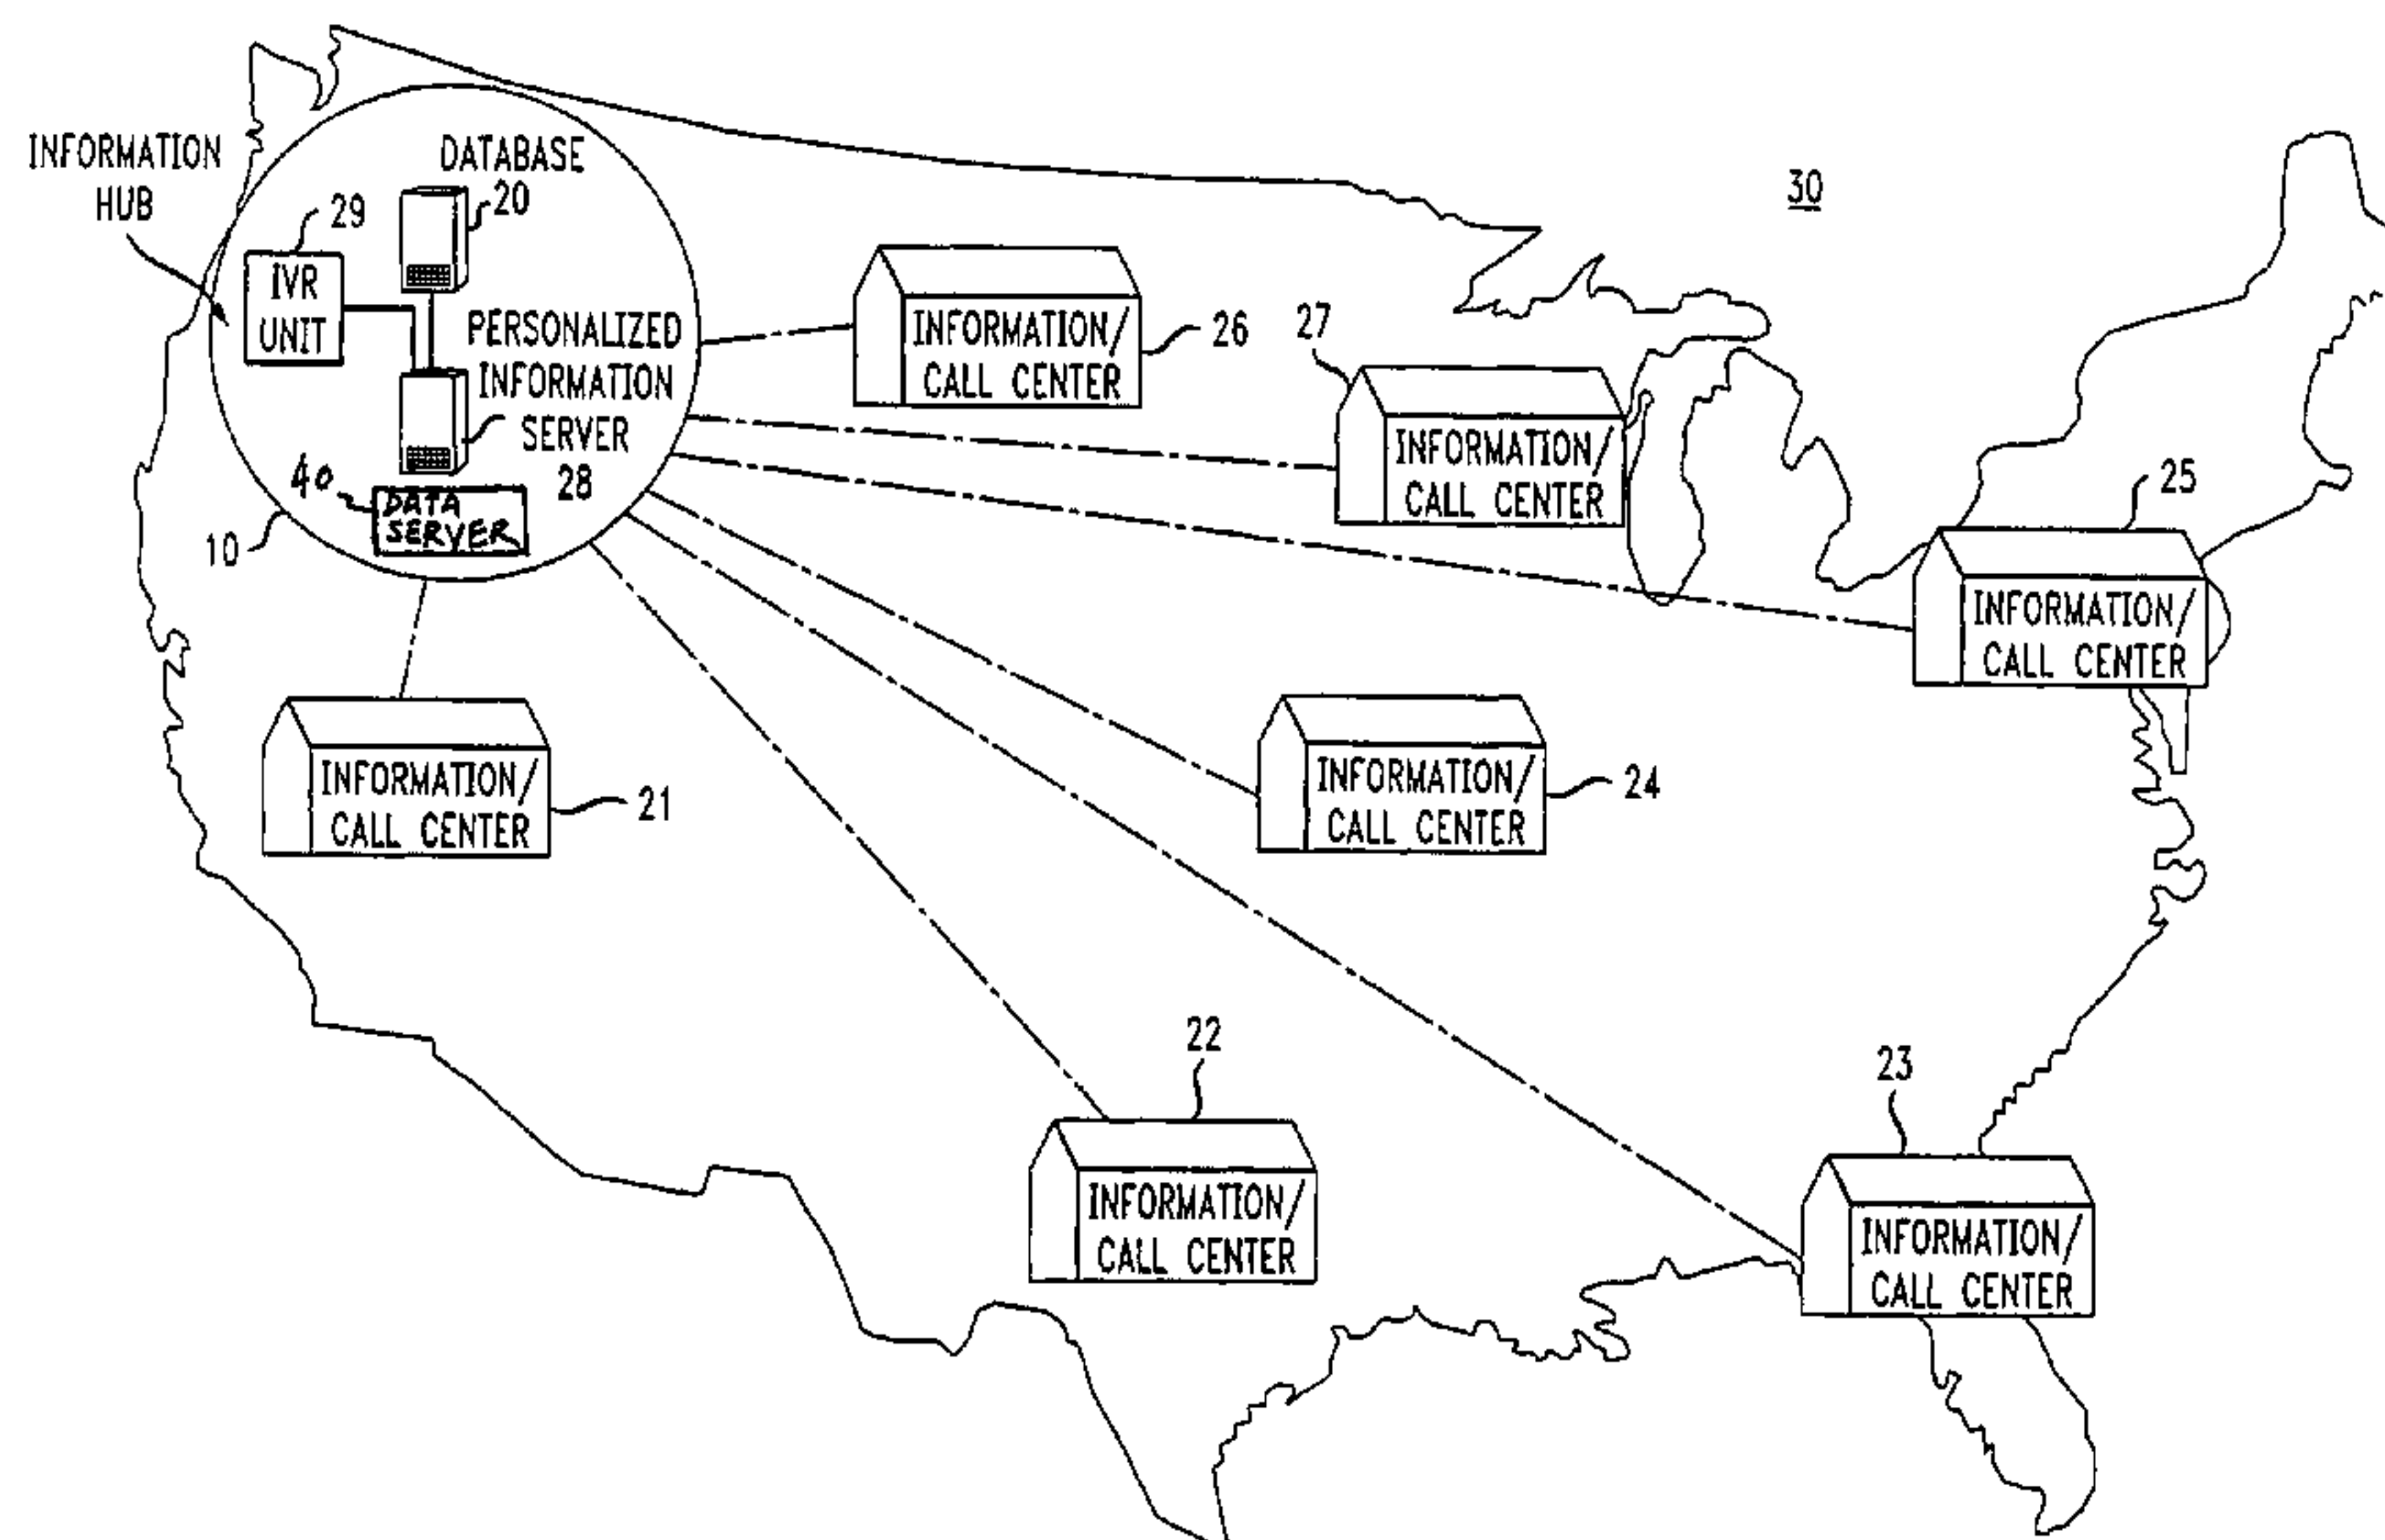 INFORMATION
HUB
29
DATABASE
20
IVR
UNIT
PERSONALIZED
INFORMATION
SERVER
28
40
DATA
SERVER
10
30
INFORMATION/
CALL CENTER
26
27
INFORMATION/
CALL CENTER
25
INFORMATION/
CALL CENTER
INFORMATION/
CALL CENTER
21
INFORMATION/
CALL CENTER
24
22
INFORMATION/
CALL CENTER
23
INFORMATION/
CALL CENTER